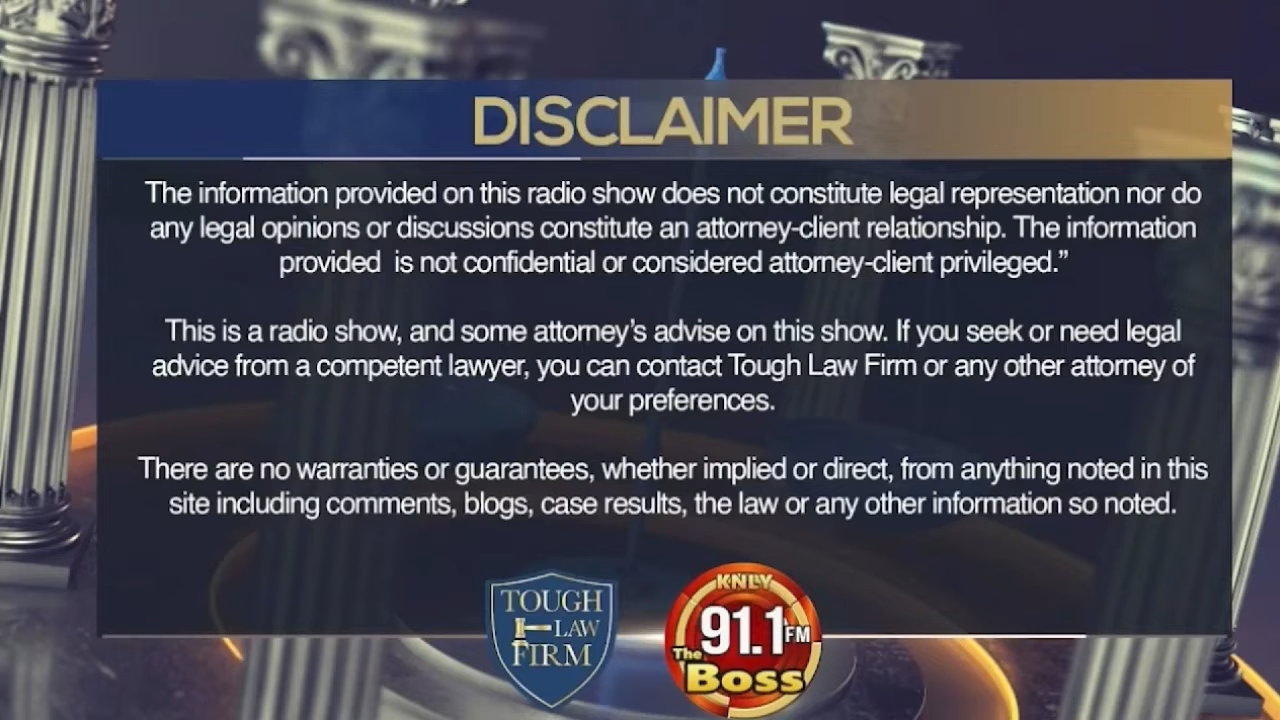 DISCLAIMER
The information provided on this radio show does not constitute legal representation nor do
any legal opinions or discussions constitute an attorney-client relationship. The information
provided  is not confidential or considered attorney-client privileged.”
This is a radio show, and some attorney’s advise on this show. If you seek or need legal
advice from a competent lawyer, you can contact Tough Law Firm or any other attorney of
your preferences.
There are no warranties or guarantees, whether implied or direct, from anything noted in this
site including comments, blogs, case results, the law or any other information so noted.
TOUGH
LAW
FIRM
KNLY
91.1 FM
The
Boss